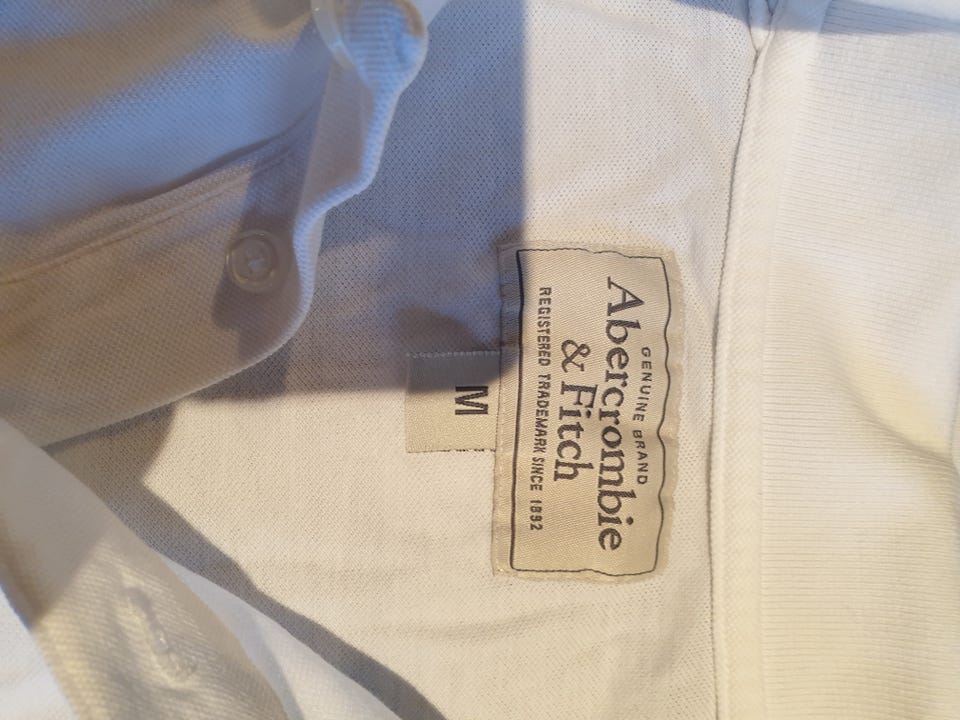 GENUINE BRAND
Abercrombie
& Fitch
REGISTERED TRADEMARK SINCE 1892
M